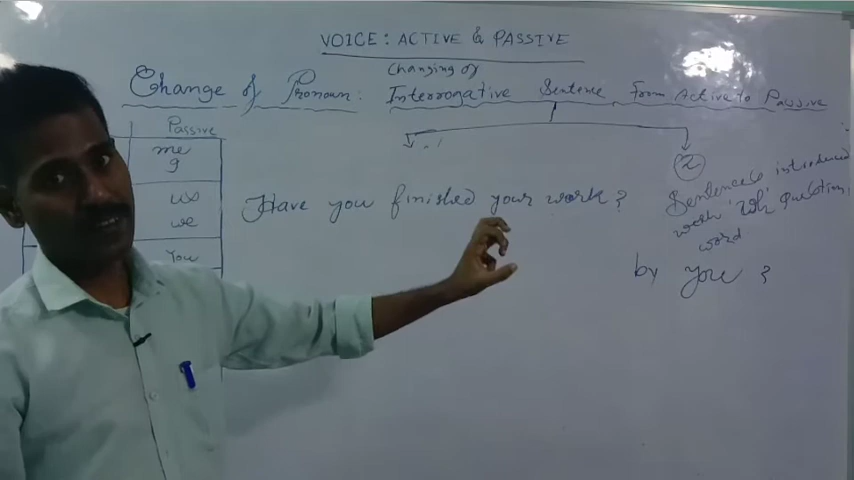 VOICE: ACTIVE & PASSIVE
Change of Pronoun:
Changing of
Interrogative Sentence From Active to Passive
Passive
me
us
we
You
2
Sentences introduced
with 'Wh' Question
word
Have you finished your work?
by you?